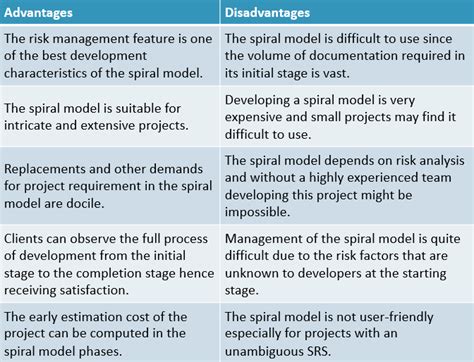 Advantages
Disadvantages
The risk management feature is one
of the best development
characteristics of the spiral model.
The spiral model is difficult to use since
the volume of documentation required in
its initial stage is vast.
The spiral model is suitable for
intricate and extensive projects.
Developing a spiral model is very
expensive and small projects may find it
difficult to use.
Replacements and other demands
for project requirement in the spiral
model are docile.
The spiral model depends on risk analysis
and without a highly experienced team
developing this project might be
impossible.
Clients can observe the full process
of development from the initial
stage to the completion stage hence
receiving satisfaction.
Management of the spiral model is quite
difficult due to the risk factors that are
unknown to developers at the starting
stage.
The early estimation cost of the
project can be computed in the
spiral model phases.
The spiral model is not user-friendly
especially for projects with an
unambiguous SRS.